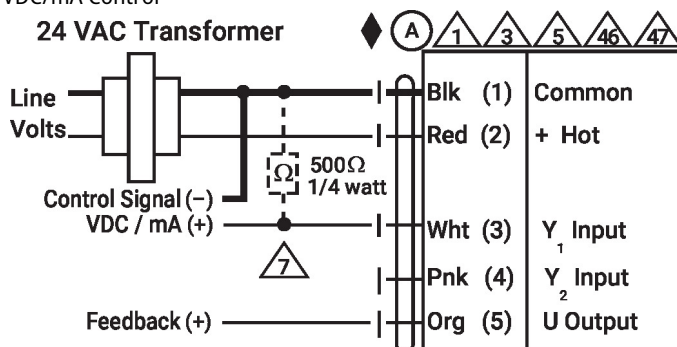 VDC/mA Control
24 VAC Transformer
A 1 3 5 46 47
Line
Volts
Blk (1) Common
Red (2) + Hot
Ω 500Ω
1/4 watt
Control Signal (–)
VDC / mA (+)
Wht (3) Y1 Input
7
Pnk (4) Y2 Input
Feedback (+)
Org (5) U Output